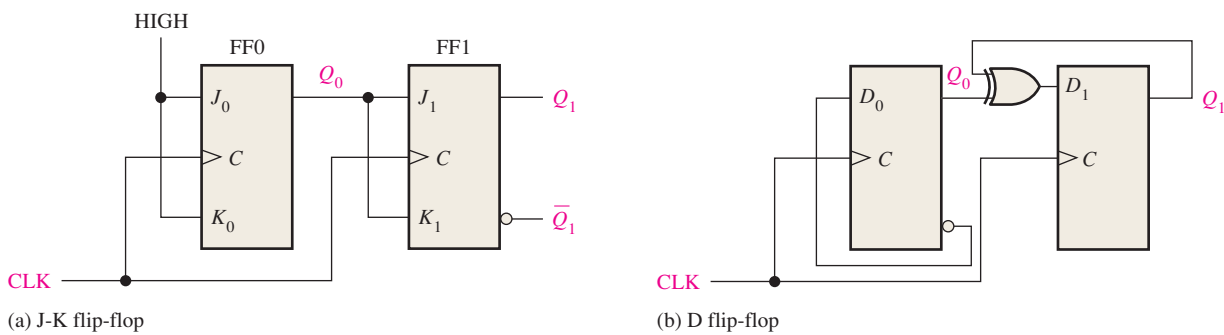 HIGH
FF0
FF1
Q0
J0
J1
Q1
C
C
K0
K1
Q̅1
CLK
(a) J-K flip-flop
Q0
D0
D1
Q1
C
C
CLK
(b) D flip-flop